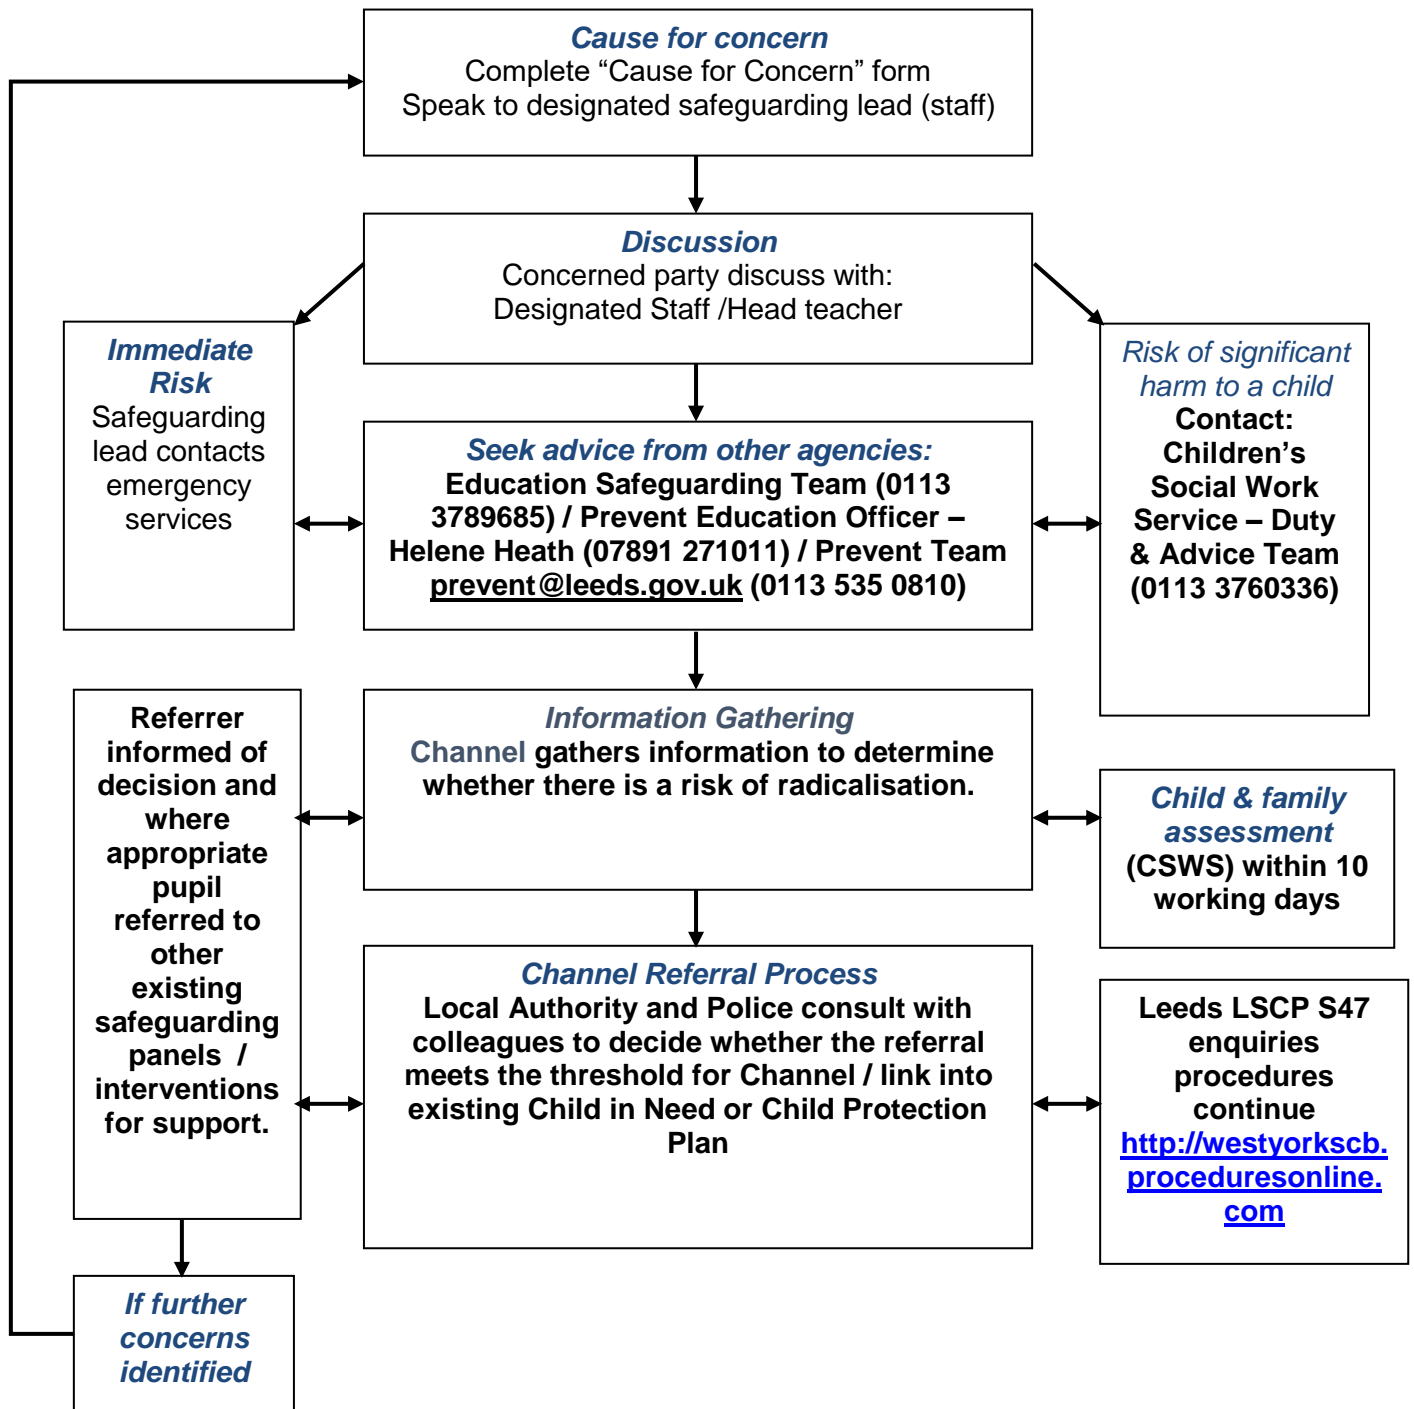 Cause for concern
Complete “Cause for Concern” form
Speak to designated safeguarding lead (staff)
Discussion
Concerned party discuss with:
Designated Staff /Head teacher
Immediate
Risk
Safeguarding
lead contacts
emergency
services
Seek advice from other agencies:
Education Safeguarding Team (0113
3789685) / Prevent Education Officer –
Helene Heath (07891 271011) / Prevent Team
prevent@leeds.gov.uk (0113 535 0810)
Risk of significant
harm to a child
Contact:
Children’s
Social Work
Service – Duty
& Advice Team
(0113 3760336)
Referrer
informed of
decision and
where
appropriate
pupil
referred to
other
existing
safeguarding
panels /
interventions
for support.
Information Gathering
Channel gathers information to determine
whether there is a risk of radicalisation.
Child & family
assessment
(CSWS) within 10
working days
Channel Referral Process
Local Authority and Police consult with
colleagues to decide whether the referral
meets the threshold for Channel / link into
existing Child in Need or Child Protection
Plan
Leeds LSCP S47
enquiries
procedures
continue
http://westyorkscb.
proceduresonline.
com
If further
concerns
identified